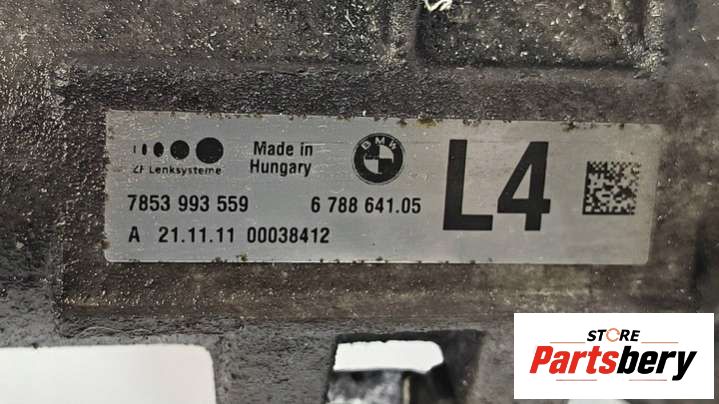 ZF Lenksysteme
Made in
Hungary
BMW
L4
7853 993 559
6 788 641.05
A 21.11.11 00038412
STORE
Partsbery